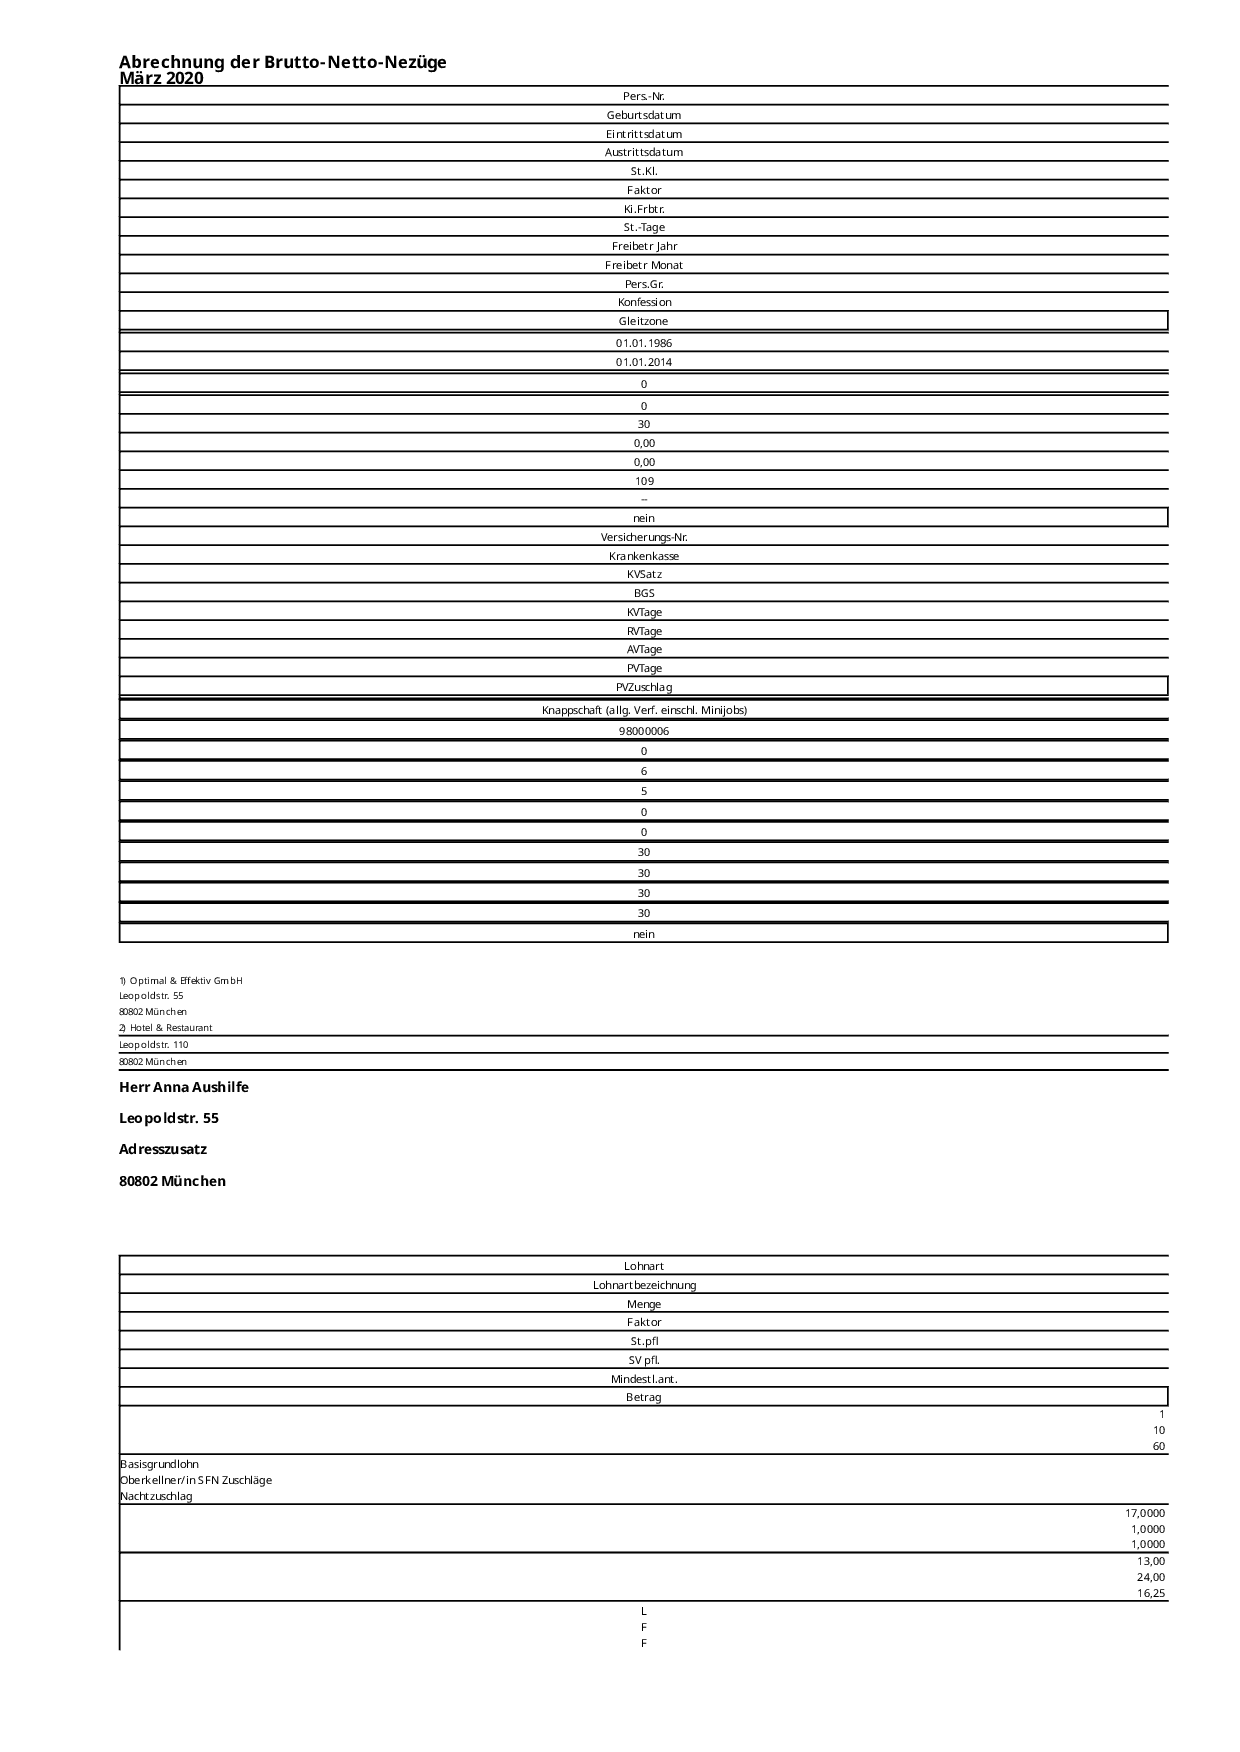 Abrechnung der Brutto-Netto-Nezüge
März 2020
Pers.-Nr.
Geburtsdatum
Eintrittsdatum
Austrittsdatum
St.Kl.
Faktor
Ki.Frbtr.
St.-Tage
Freibetr Jahr
Freibetr Monat
Pers.Gr.
Konfession
Gleitzone
01.01.1986
01.01.2014
0
0
30
0,00
0,00
109
--
nein
Versicherungs-Nr.
Krankenkasse
KVSatz
BGS
KVTage
RVTage
AVTage
PVTage
PVZuschlag
Knappschaft (allg. Verf. einschl. Minijobs)
98000006
0
6
5
0
0
30
30
30
30
nein
1) Optimal & Effektiv GmbH
Leopoldstr. 55
80802 München
2) Hotel & Restaurant
Leopoldstr. 110
80802 München
Herr Anna Aushilfe
Leopoldstr. 55
Adresszusatz
80802 München
Lohnart
Lohnartbezeichnung
Menge
Faktor
St.pfl
SV pfl.
Mindestl.ant.
Betrag
1
10
60
Basisgrundlohn
Oberkellner/in SFN Zuschläge
Nachtzuschlag
17,0000
1,0000
1,0000
13,00
24,00
16,25
L
F
F